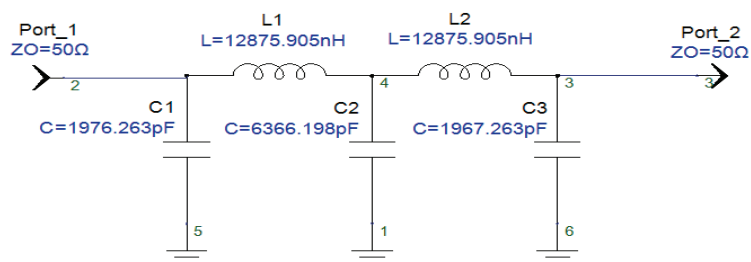 Port_1
ZO=50Ω
2
L1
L=12875.905nH
4
L2
L=12875.905nH
3
Port_2
ZO=50Ω
3
C1
C=1976.263pF
5
C2
C=6366.198pF
1
C3
C=1967.263pF
6